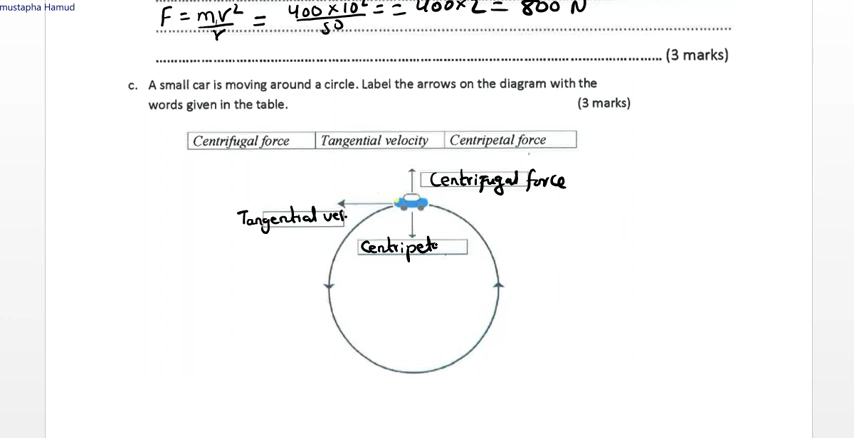 mustapha Hamud
F = mv²/r = 400 × 10²/50 = = 400×2 = 800 N
(3 marks)
c. A small car is moving around a circle. Label the arrows on the diagram with the
words given in the table. (3 marks)
Centrifugal force Tangential velocity Centripetal force
Centrifugal force
Tangential vel.
Centripeta